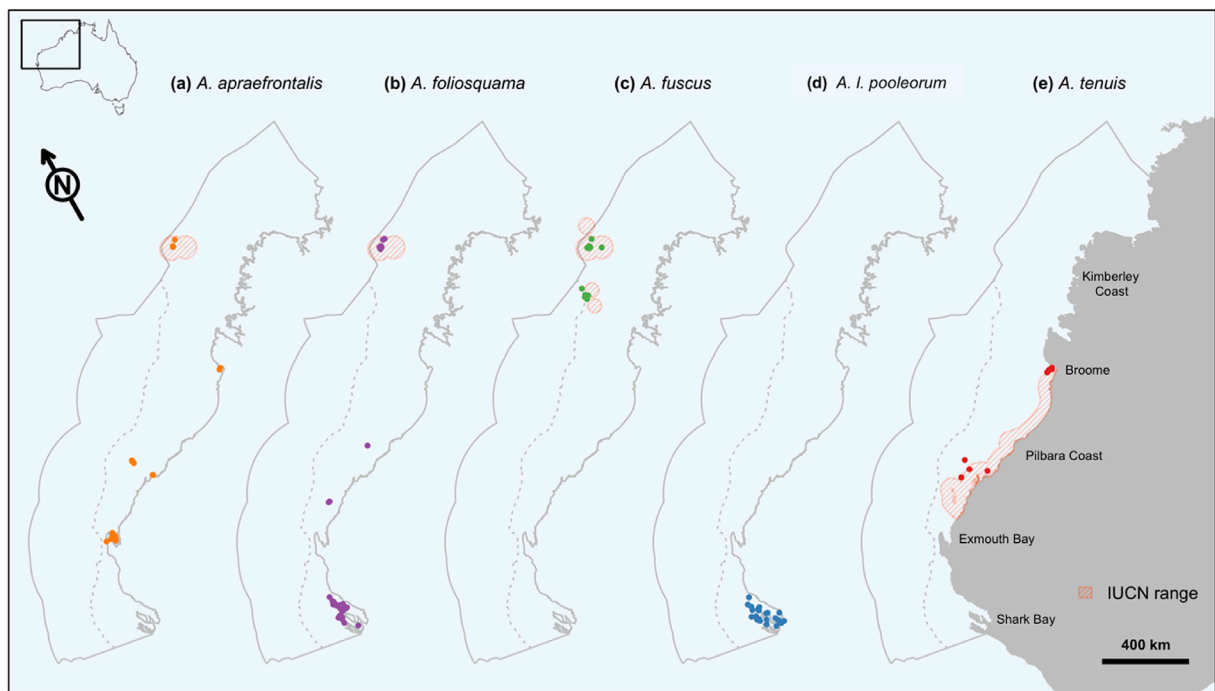 (a) A. apraefrontalis
(b) A. foliosquama
(c) A. fuscus
(d) A. l. pooleorum
(e) A. tenuis
N
Kimberley
Coast
Broome
Pilbara Coast
Exmouth Bay
IUCN range
Shark Bay
400 km